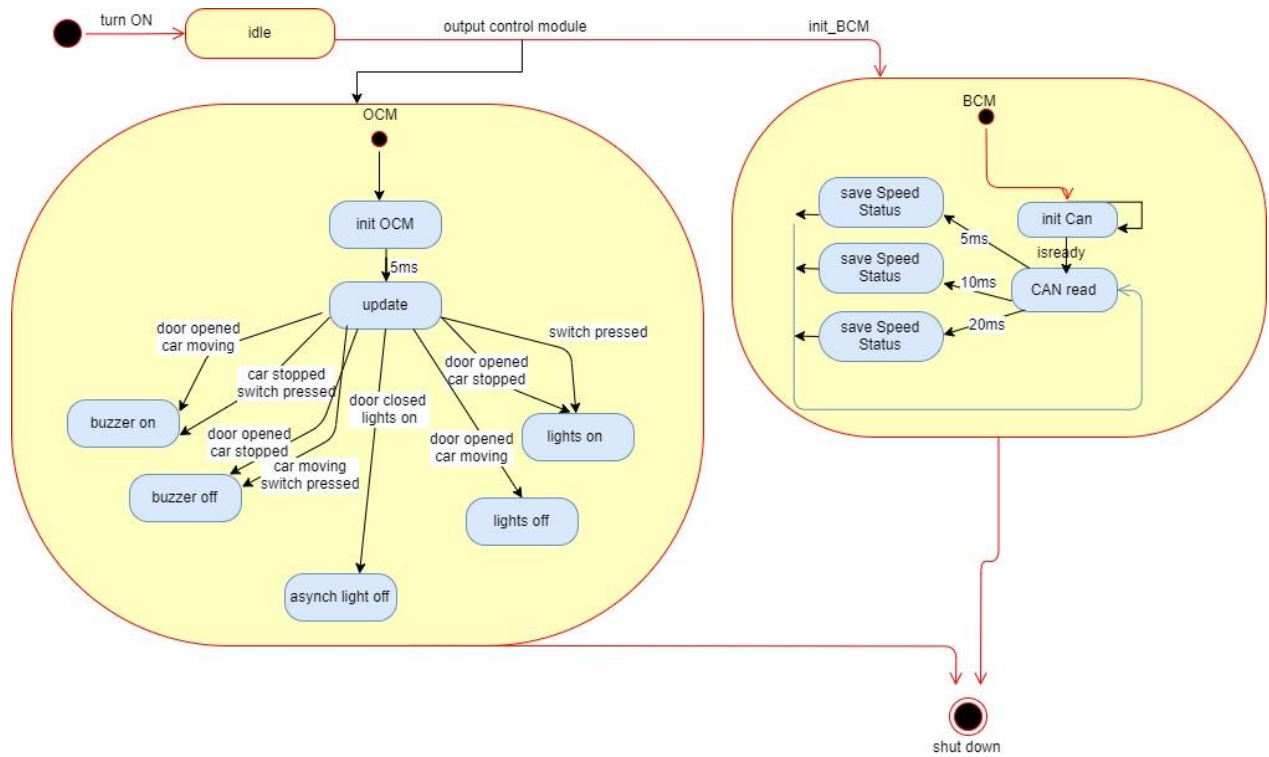 turn ON
idle
output control module
init_BCM
OCM
init OCM
5ms
update
door opened
car moving
car stopped
switch pressed
door opened
car stopped
car moving
switch pressed
door closed
lights on
door opened
car moving
door opened
car stopped
switch pressed
buzzer on
buzzer off
asynch light off
lights off
lights on
BCM
init Can
isready
CAN read
5ms
10ms
20ms
save Speed
Status
save Speed
Status
save Speed
Status
shut down